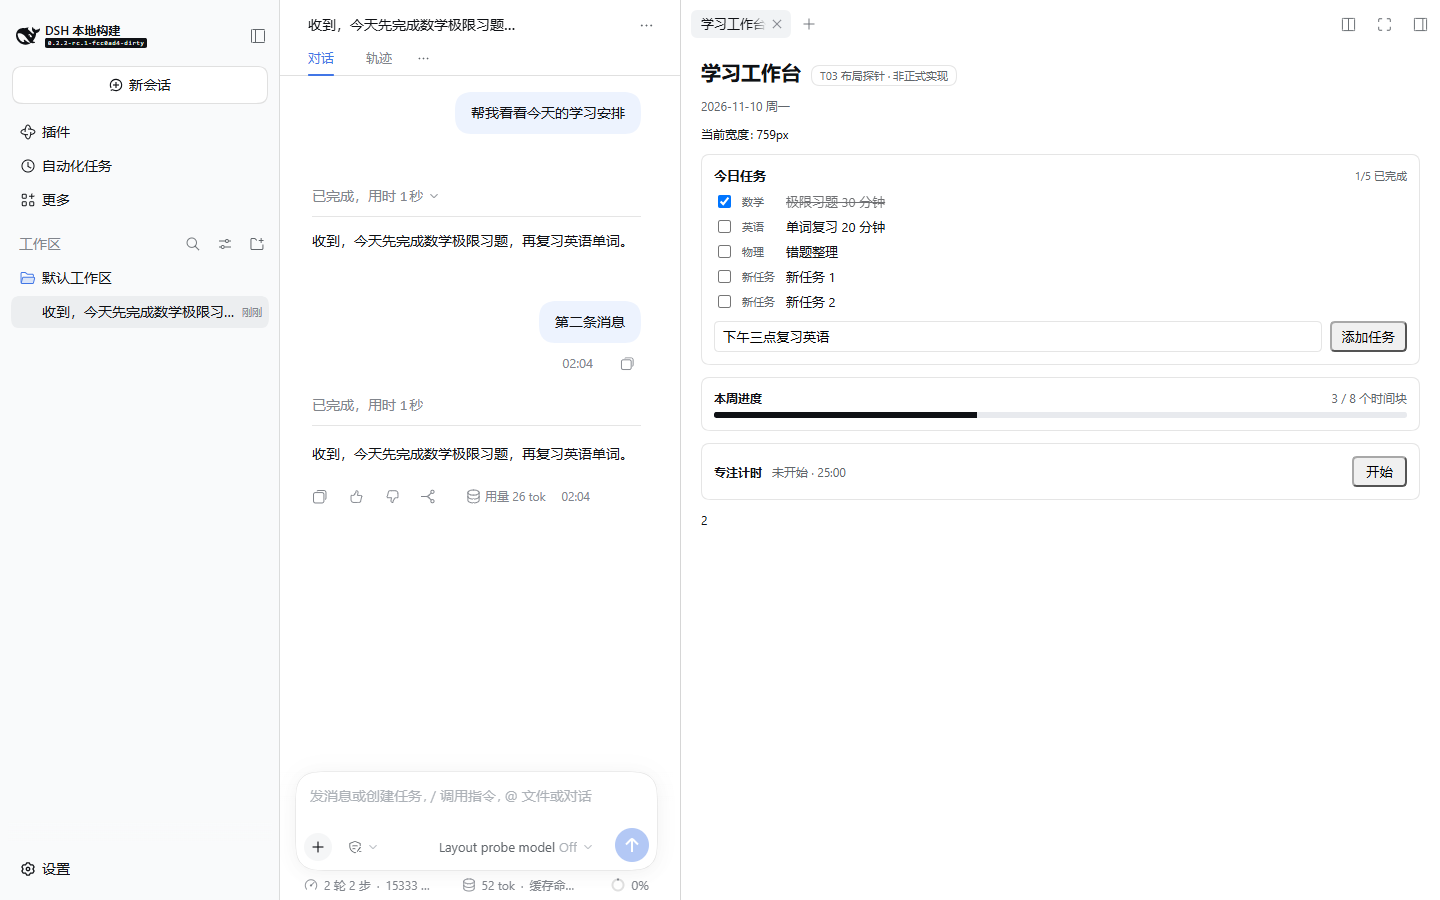 DSH 本地构建
0.3.2-rc.1-fcc0ad4-dirty
新会话
插件
自动化任务
更多
工作区
默认工作区
收到，今天先完成数学极限习... 刚刚
设置
收到，今天先完成数学极限习题...
对话 轨迹
帮我看看今天的学习安排
已完成，用时 1 秒
收到，今天先完成数学极限习题，再复习英语单词。
第二条消息
02:04
已完成，用时 1 秒
收到，今天先完成数学极限习题，再复习英语单词。
用量 26 tok 02:04
发消息或创建任务, / 调用指令, @ 文件或对话
Layout probe model Off
2 轮 2 步 · 15333 ... 52 tok · 缓存命... 0%
学习工作台
学习工作台 T03 布局探针 · 非正式实现
2026-11-10 周一
当前宽度: 759px
今日任务 1/5 已完成
数学 极限习题 30 分钟
英语 单词复习 20 分钟
物理 错题整理
新任务 新任务 1
新任务 新任务 2
下午三点复习英语 添加任务
本周进度 3 / 8 个时间块
专注计时 未开始 · 25:00 开始
2